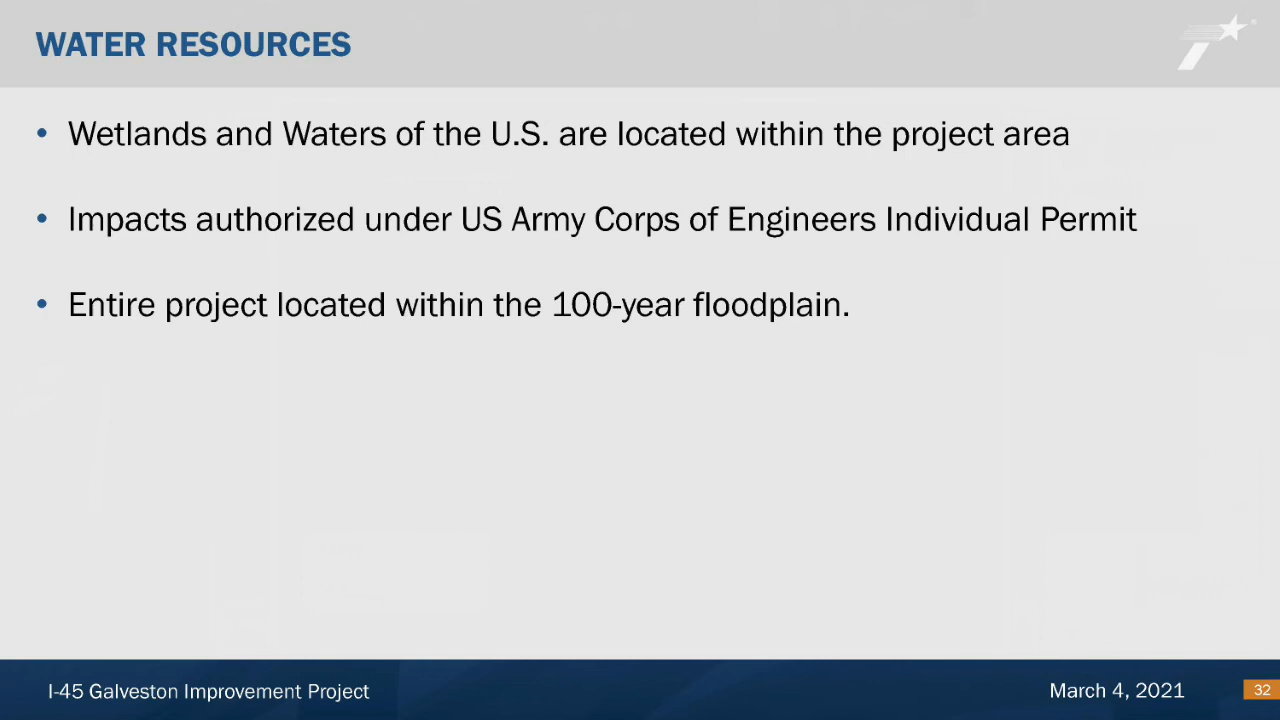 WATER RESOURCES
• Wetlands and Waters of the U.S. are located within the project area
• Impacts authorized under US Army Corps of Engineers Individual Permit
• Entire project located within the 100-year floodplain.
I-45 Galveston Improvement Project
March 4, 2021
32